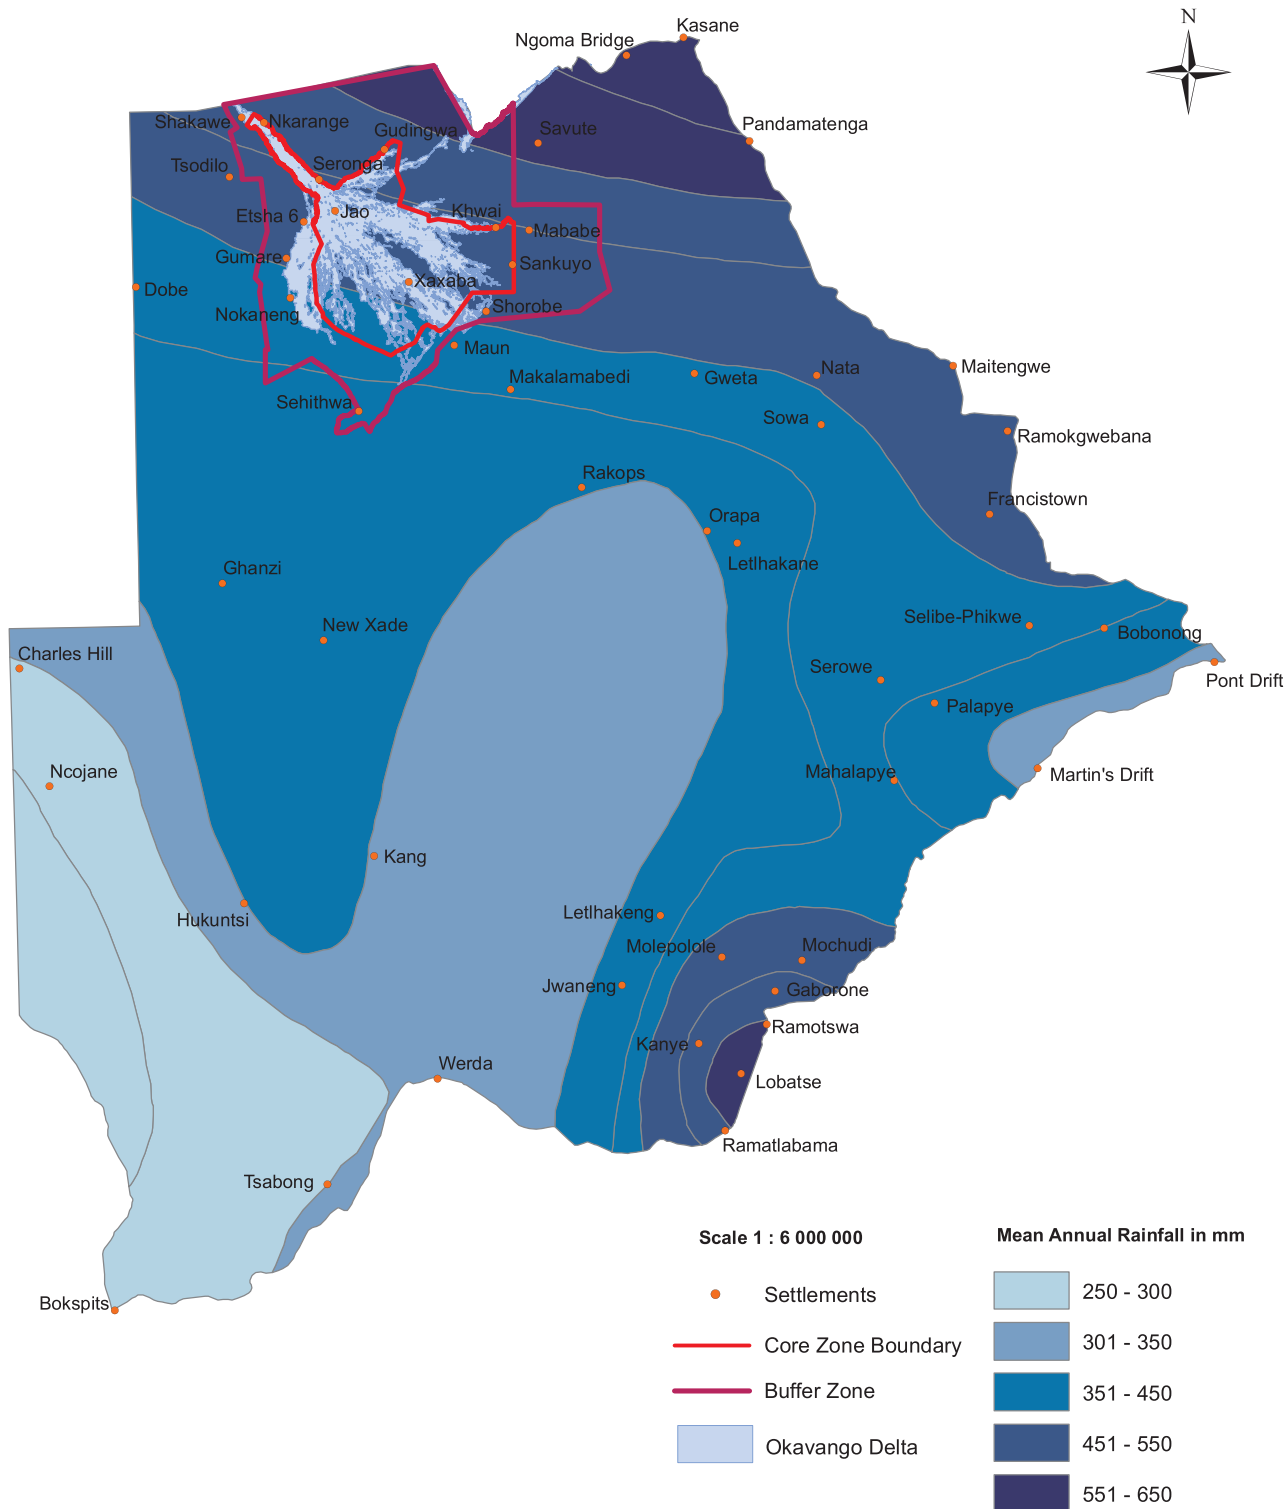 N
Kasane
Ngoma Bridge
Shakawe
Nkarange
Gudingwa
Savute
Pandamatenga
Tsodilo
Seronga
Etsha 6
Jao
Khwai
Mababe
Gumare
Sankuyo
Xaxaba
Dobe
Nokaneng
Shorobe
Maun
Makalamabedi
Gweta
Nata
Maitengwe
Sehithwa
Sowa
Ramokgwebana
Rakops
Francistown
Orapa
Letlhakane
Ghanzi
New Xade
Selibe-Phikwe
Bobonong
Charles Hill
Serowe
Pont Drift
Palapye
Ncojane
Mahalapye
Martin's Drift
Kang
Hukuntsi
Letlhakeng
Molepolole
Mochudi
Jwaneng
Gaborone
Ramotswa
Kanye
Werda
Lobatse
Ramatlabama
Tsabong
Bokspits
Scale 1 : 6 000 000
Settlements
Core Zone Boundary
Buffer Zone
Okavango Delta
Mean Annual Rainfall in mm
250 - 300
301 - 350
351 - 450
451 - 550
551 - 650